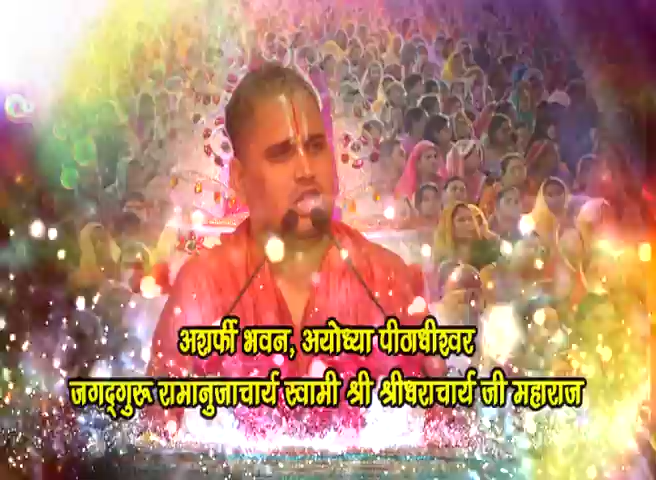 अशर्फी भवन, अयोध्या पीठाधीश्वर
जगद्गुरू रामानुजाचार्य स्वामी श्री श्रीधराचार्य जी महाराज